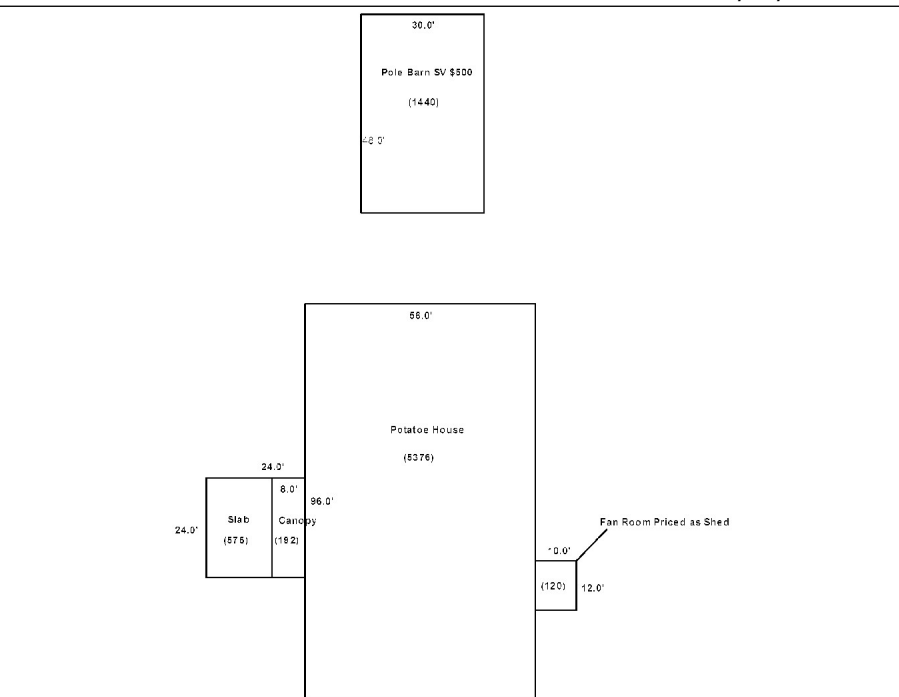 30.0'
Pole Barn SV $500
(1440)
48.0'
56.0'
Potatoe House
(5376)
24.0'
8.0'
96.0'
Slab
Canopy
24.0'
(576)
(192)
Fan Room Priced as Shed
10.0'
(120)
12.0'